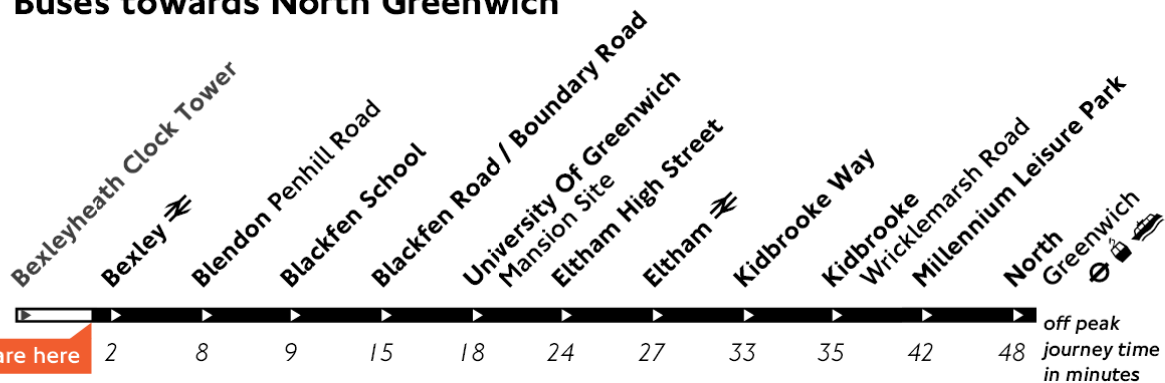 Buses towards North Greenwich
Bexleyheath Clock Tower
Bexley
Blendon Penhill Road
Blackfen School
Blackfen Road / Boundary Road
University Of Greenwich
Mansion Site
Eltham High Street
Eltham
Kidbrooke Way
Kidbrooke
Wricklemarsh Road
Millennium Leisure Park
North
Greenwich
are here
2 8 9 15 18 24 27 33 35 42 48
off peak
journey time
in minutes